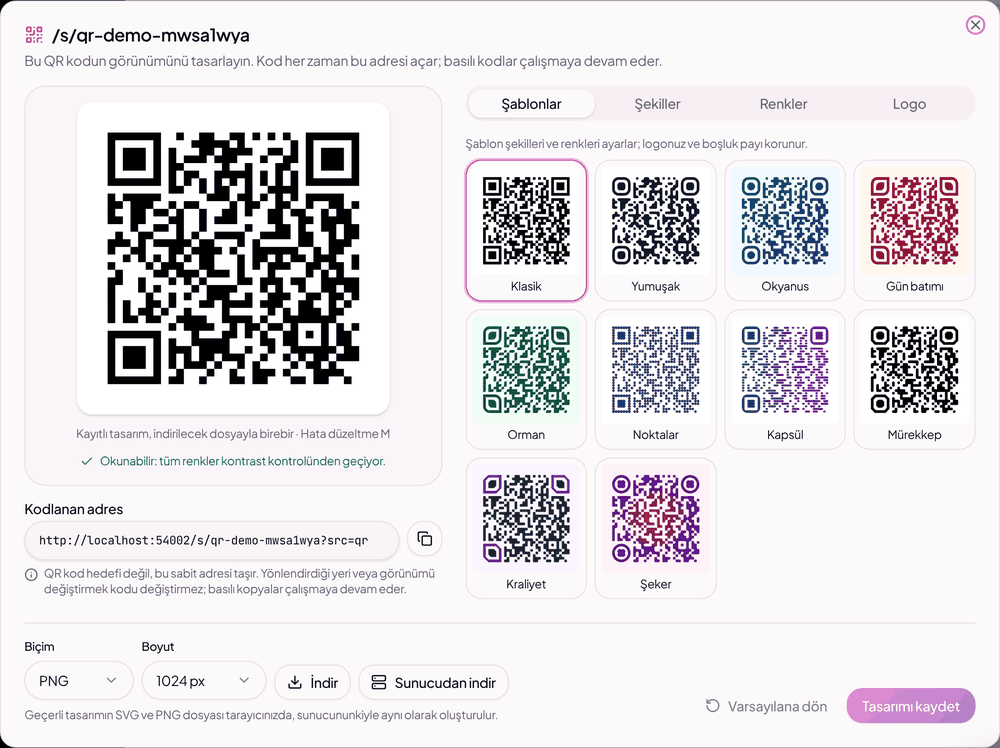 /s/qr-demo-mwsa1wya
Bu QR kodun görünümünü tasarlayın. Kod her zaman bu adresi açar; basılı kodlar çalışmaya devam eder.
Kayıtlı tasarım, indirilecek dosyayla birebir · Hata düzeltme M
Okunabilir: tüm renkler kontrast kontrolünden geçiyor.
Kodlanan adres
http://localhost:54002/s/qr-demo-mwsa1wya?src=qr
QR kod hedefi değil, bu sabit adresi taşır. Yönlendirdiği yeri veya görünümü
değiştirmek kodu değiştirmez; basılı kopyalar çalışmaya devam eder.
Şablonlar Şekiller Renkler Logo
Şablon şekilleri ve renkleri ayarlar; logonuz ve boşluk payı korunur.
Klasik Yumuşak Okyanus Gün batımı
Orman Noktalar Kapsül Mürekkep
Kraliyet Şeker
Biçim Boyut
PNG 1024 px İndir Sunucudan indir
Geçerli tasarımın SVG ve PNG dosyası tarayıcınızda, sunucununkiyle aynı olarak oluşturulur.
Varsayılana dön Tasarımı kaydet